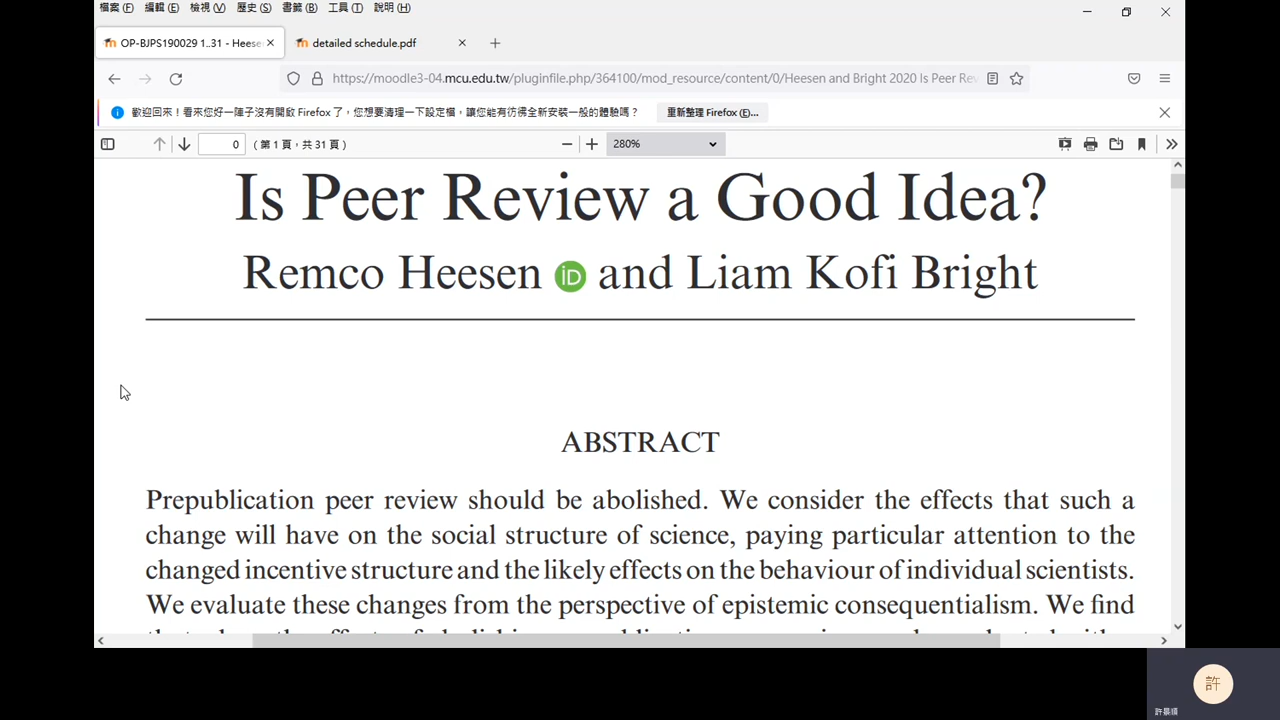 檔案 (F) 編輯 (E) 檢視 (V) 歷史 (S) 書籤 (B) 工具 (T) 說明 (H)
OP-BJPS190029 1..31 - Heese
detailed schedule.pdf
https://moodle3-04.mcu.edu.tw/pluginfile.php/364100/mod_resource/content/0/Heesen and Bright 2020 Is Peer Rev
歡迎回來！看來您好一陣子沒有開啟 Firefox 了，您想要清理一下設定檔，讓您能有彷彿全新安裝一般的體驗嗎？ 重新整理 Firefox (E)...
0 (第 1 頁，共 31 頁) 280%
Is Peer Review a Good Idea?
Remco Heesen iD and Liam Kofi Bright
ABSTRACT
Prepublication peer review should be abolished. We consider the effects that such a
change will have on the social structure of science, paying particular attention to the
changed incentive structure and the likely effects on the behaviour of individual scientists.
We evaluate these changes from the perspective of epistemic consequentialism. We find
許